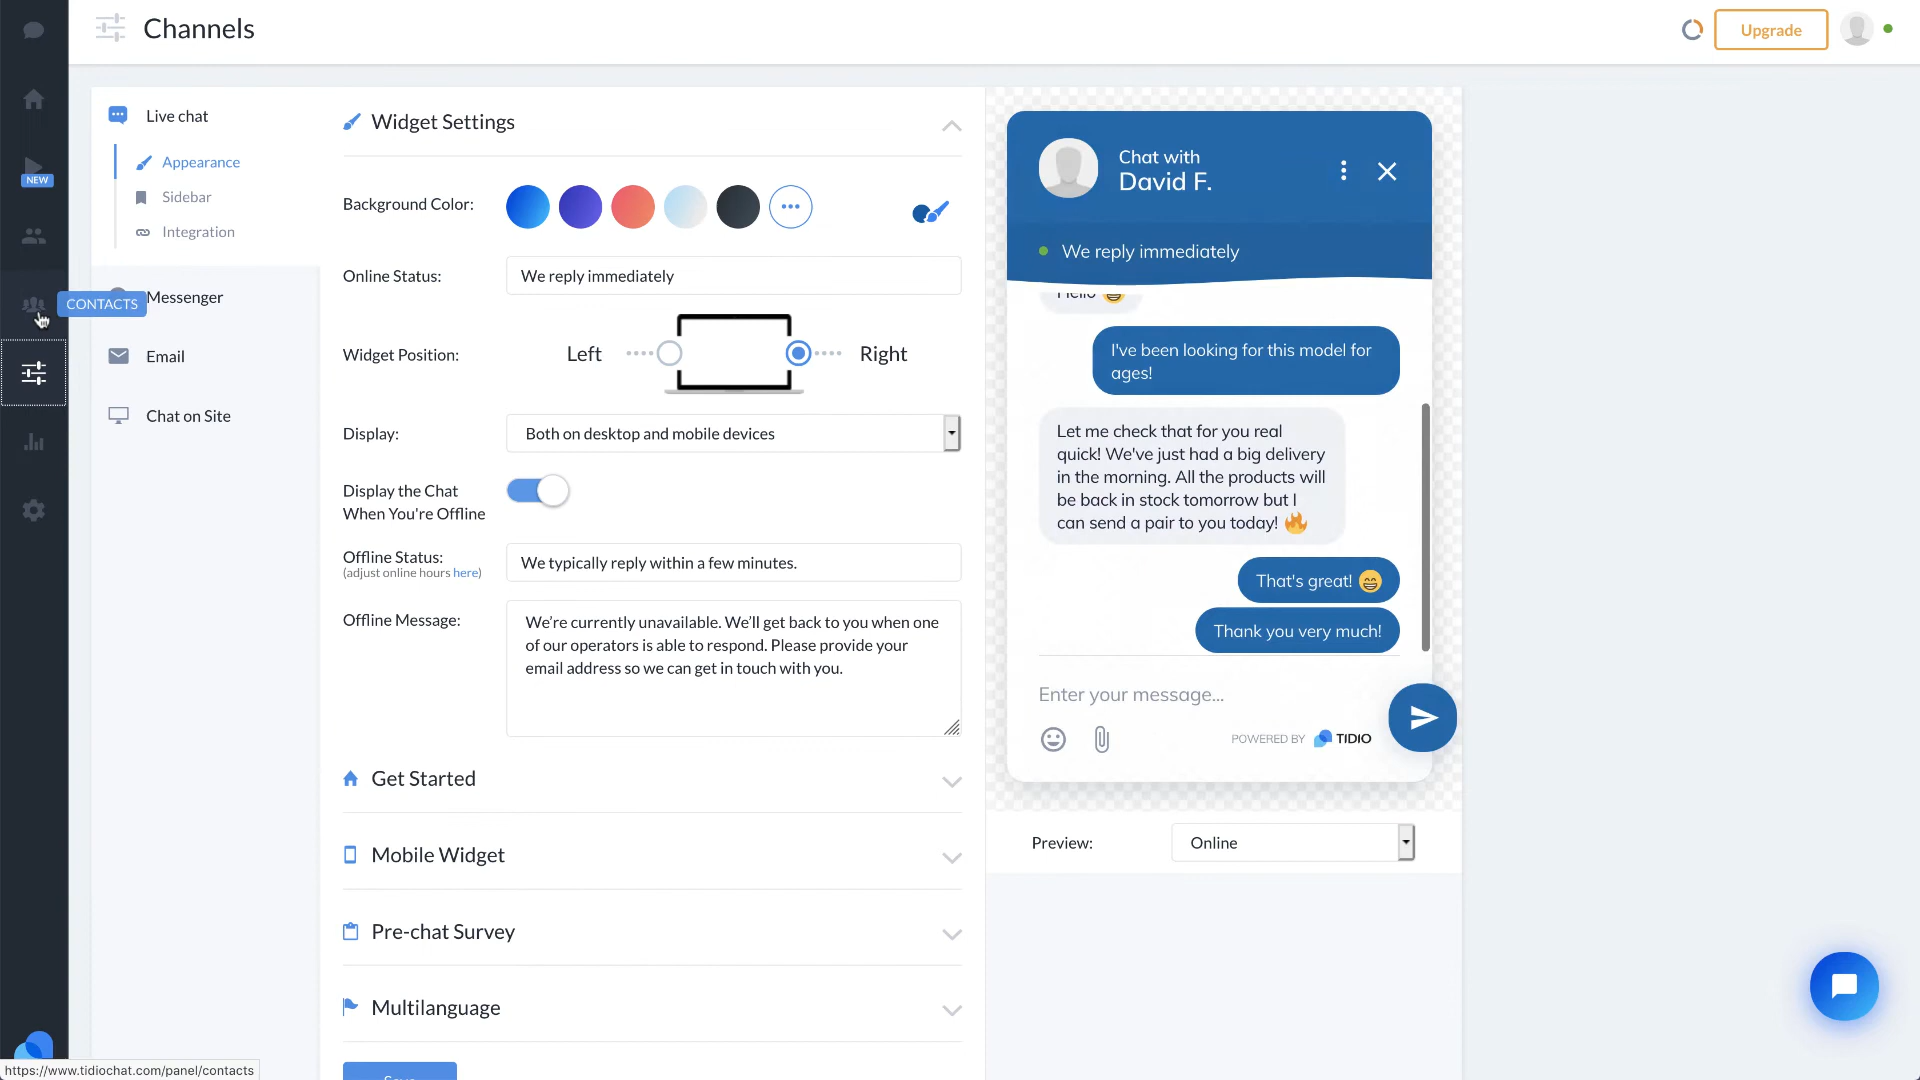 Channels
Upgrade
NEW
CONTACTS
Live chat
Appearance
Sidebar
Integration
Messenger
Email
Chat on Site
Widget Settings
Background Color:
Online Status:
We reply immediately
Widget Position:
Left
Right
Display:
Both on desktop and mobile devices
Display the Chat
When You're Offline
Offline Status:
(adjust online hours here)
We typically reply within a few minutes.
Offline Message:
We’re currently unavailable. We’ll get back to you when one
of our operators is able to respond. Please provide your
email address so we can get in touch with you.
Get Started
Mobile Widget
Pre-chat Survey
Multilanguage
Save
Chat with
David F.
We reply immediately
Hello 😄
I've been looking for this model for
ages!
Let me check that for you real
quick! We've just had a big delivery
in the morning. All the products will
be back in stock tomorrow but I
can send a pair to you today! 🔥
That's great! 😄
Thank you very much!
Enter your message...
POWERED BY TIDIO
Preview:
Online
https://www.tidiochat.com/panel/contacts